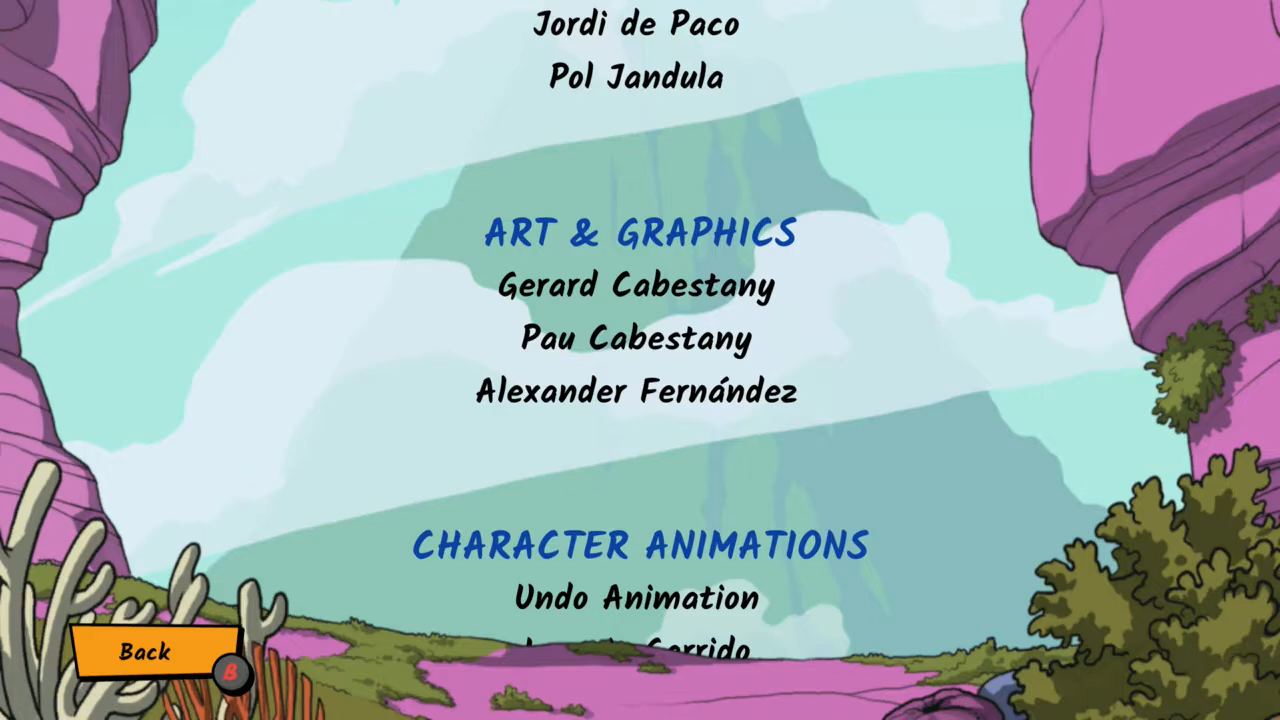 Jordi de Paco
Pol Jandula
ART & GRAPHICS
Gerard Cabestany
Pau Cabestany
Alexander Fernández
CHARACTER ANIMATIONS
Undo Animation
Back
B